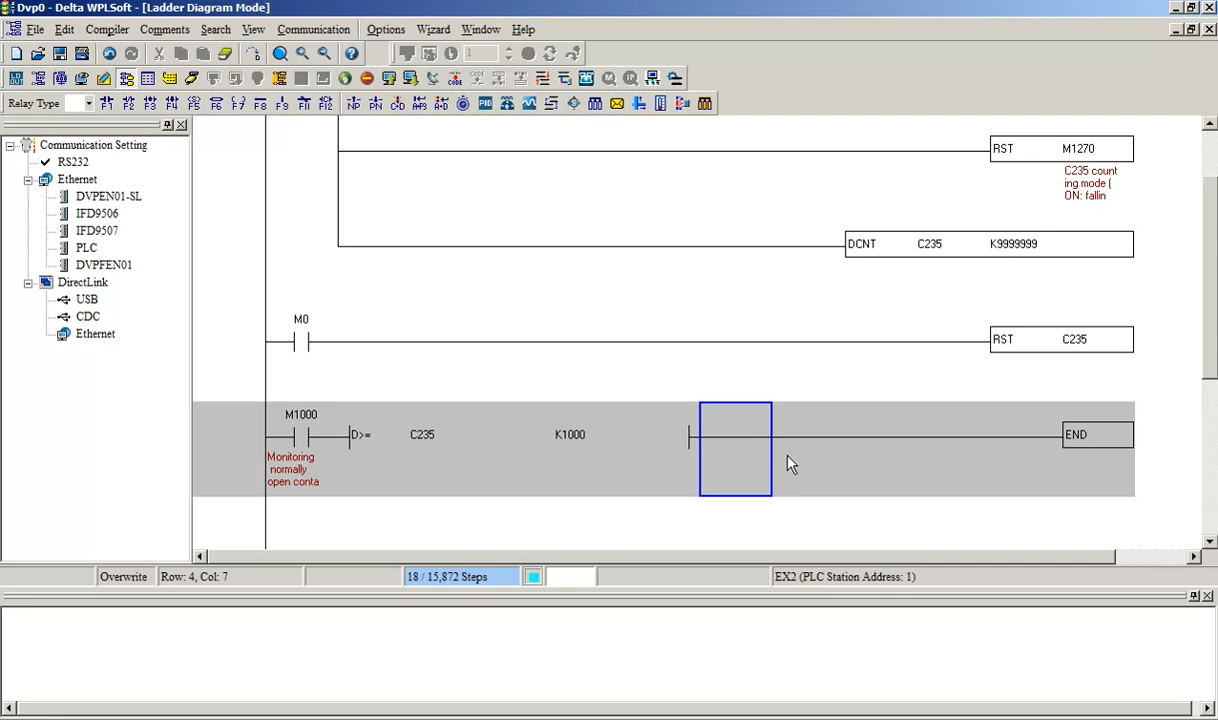 Dvp0 - Delta WPLSoft - [Ladder Diagram Mode]
File Edit Compiler Comments Search View Communication Options Wizard Window Help
1
Relay Type
Communication Setting
RS232
Ethernet
DVPEN01-SL
IFD9506
IFD9507
PLC
DVPFEN01
DirectLink
USB
CDC
Ethernet
RST M1270
C235 count
ing mode (
ON: fallin
DCNT C235 K9999999
M0
RST C235
M1000
D>= C235 K1000
END
Monitoring
normally
open conta
Overwrite Row: 4, Col: 7 18 / 15,872 Steps EX2 (PLC Station Address: 1)